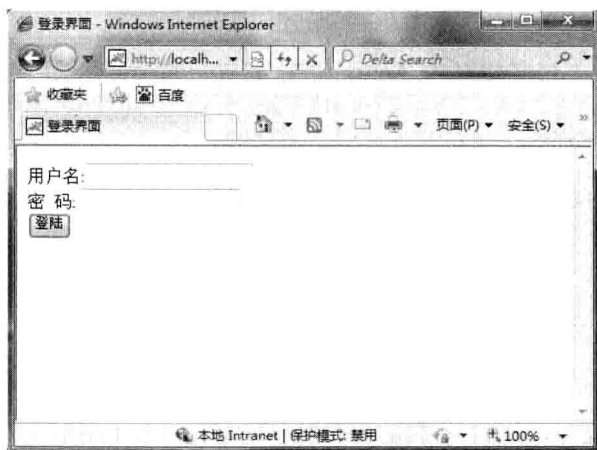 登录界面 - Windows Internet Explorer
http://localh...
Delta Search
收藏夹
百度
登录界面
页面(P)
安全(S)
»
用户名:
密 码:
登陆
本地 Intranet | 保护模式: 禁用
100%